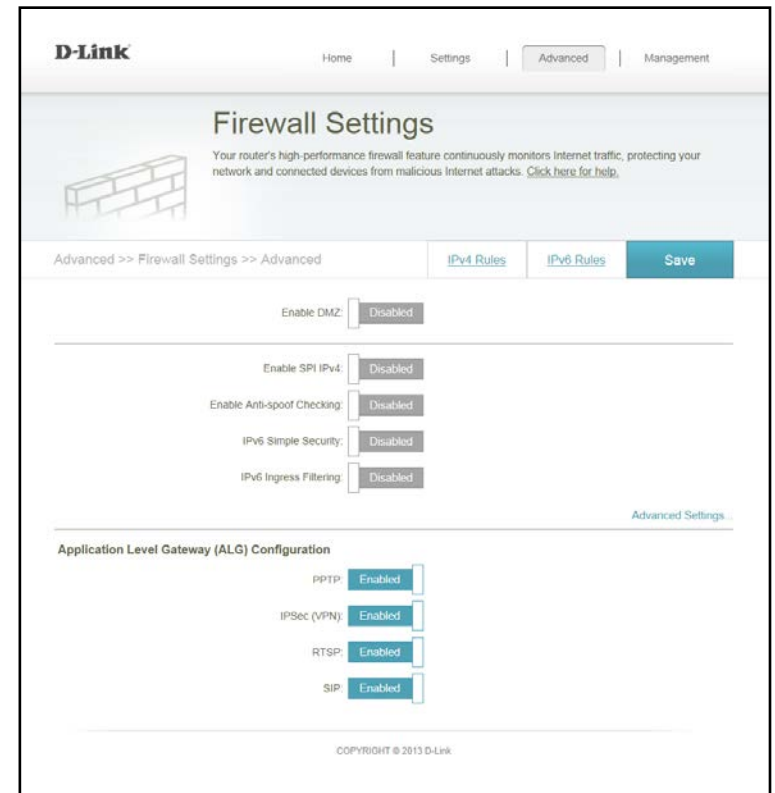 D-Link
Home | Settings | Advanced | Management
Firewall Settings
Your router's high-performance firewall feature continuously monitors Internet traffic, protecting your
network and connected devices from malicious Internet attacks. Click here for help.
Advanced >> Firewall Settings >> Advanced
IPv4 Rules
IPv6 Rules
Save
Enable DMZ: Disabled
Enable SPI IPv4: Disabled
Enable Anti-spoof Checking: Disabled
IPv6 Simple Security: Disabled
IPv6 Ingress Filtering: Disabled
Advanced Settings...
Application Level Gateway (ALG) Configuration
PPTP: Enabled
IPSec (VPN): Enabled
RTSP: Enabled
SIP: Enabled
COPYRIGHT © 2013 D-Link